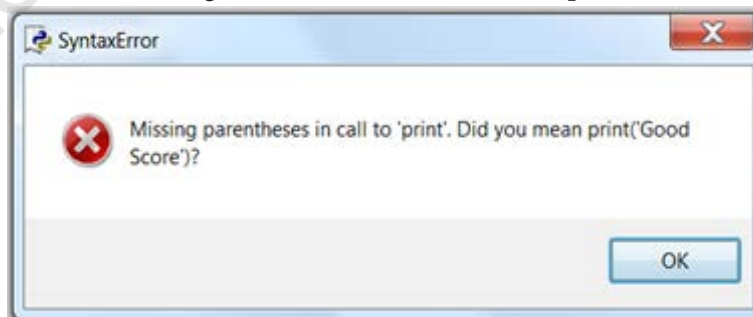 SyntaxError
Missing parentheses in call to 'print'. Did you mean print('Good
Score')?
OK